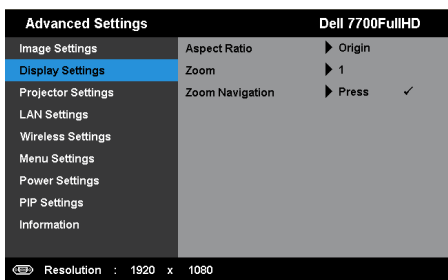 Advanced Settings Dell 7700FullHD
Image Settings Aspect Ratio Origin
Display Settings Zoom 1
Projector Settings Zoom Navigation Press ✓
LAN Settings
Wireless Settings
Menu Settings
Power Settings
PIP Settings
Information
Resolution : 1920 x 1080